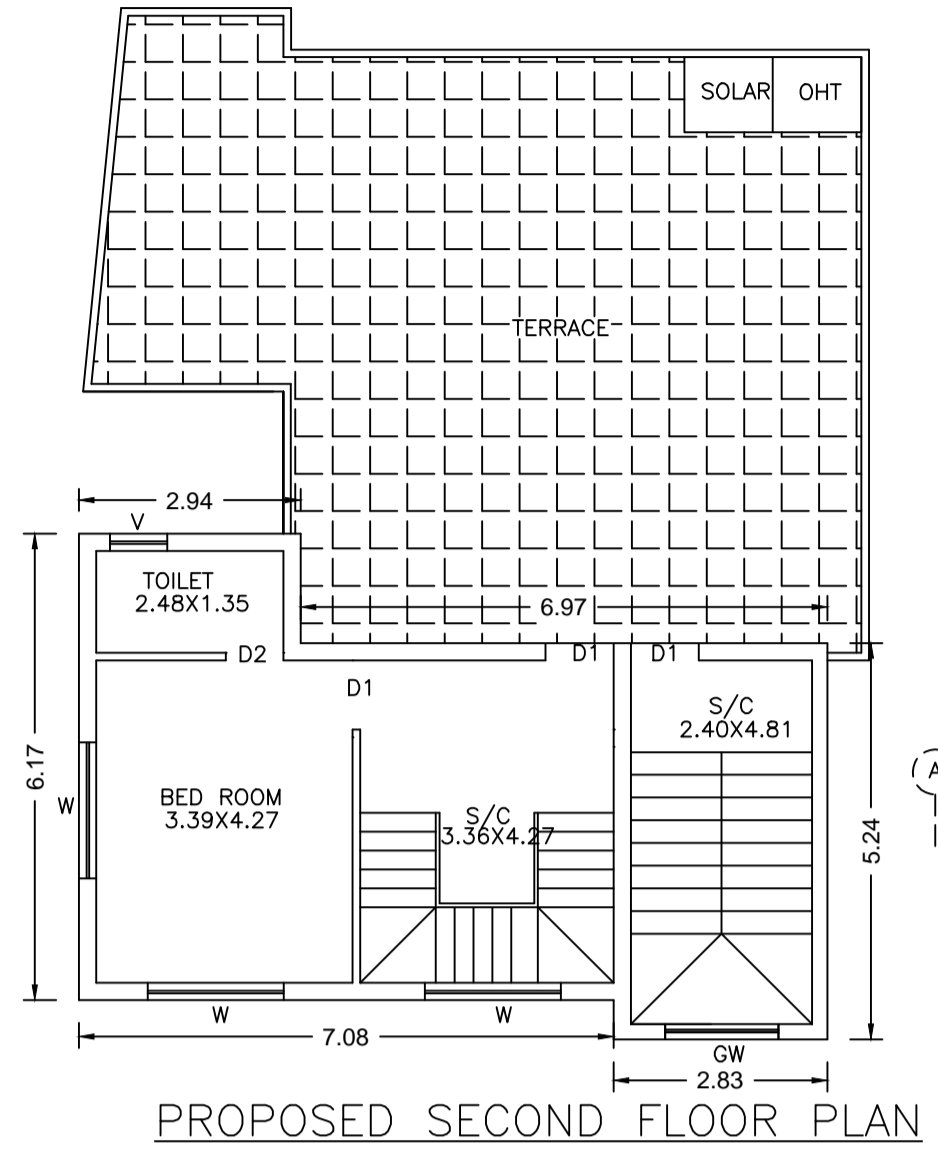 SOLAR OHT
TERRACE
2.94
V
TOILET
2.48X1.35
6.97
D2
D1
D1
D1
S/C
2.40X4.81
6.17
W
BED ROOM
3.39X4.27
S/C
3.36X4.27
5.24
A
W
W
7.08
GW
2.83
PROPOSED SECOND FLOOR PLAN